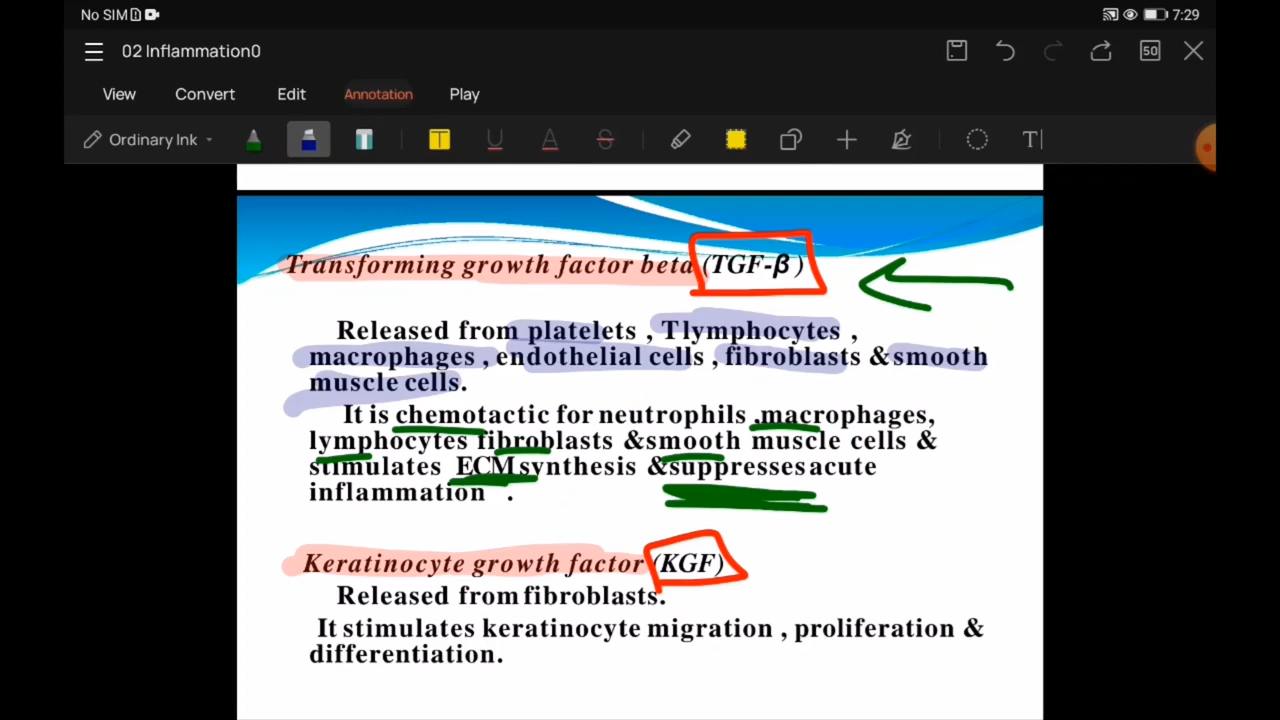 No SIM 7:29
02 Inflammation0 50
View Convert Edit Annotation Play
Ordinary Ink T U A S T
Transforming growth factor beta (TGF-β )
Released from platelets , T lymphocytes ,
macrophages , endothelial cells , fibroblasts & smooth
muscle cells.
It is chemotactic for neutrophils ,macrophages,
lymphocytes fibroblasts &smooth muscle cells &
stimulates ECM synthesis &suppresses acute
inflammation .
Keratinocyte growth factor (KGF)
Released from fibroblasts.
It stimulates keratinocyte migration , proliferation &
differentiation.